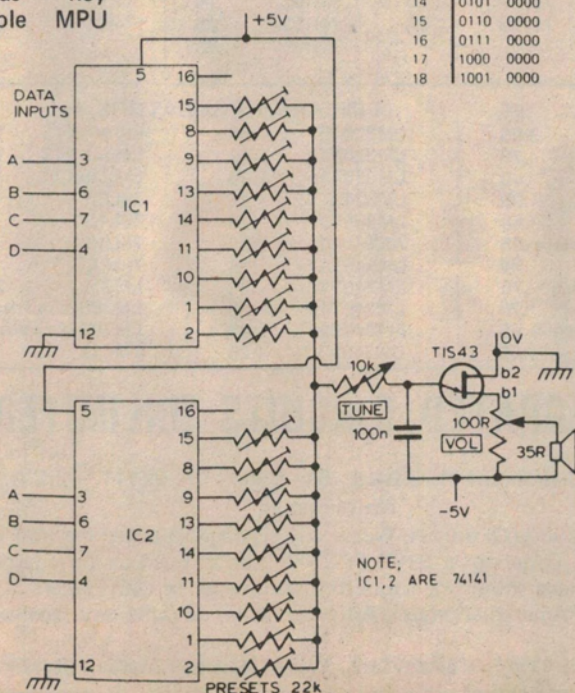 ble MPU
14 0101 0000
15 0110 0000
16 0111 0000
17 1000 0000
18 1001 0000
+5V
DATA
INPUTS
5
16
15
8
A 3
9
B 6
13
C 7
IC1
14
D 4
11
10
1
12
2
10k
TUNE
100n
TIS43
0V
b2
b1
100R
VOL
35R
-5V
5
16
15
8
A 3
9
B 6
13
C 7
IC2
14
D 4
11
10
1
12
2
NOTE;
IC1,2 ARE 74141
PRESETS 22k